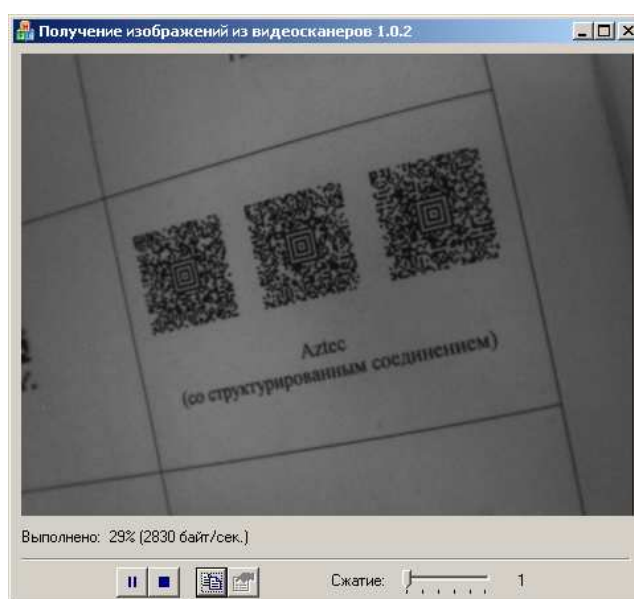 Получение изображений из видеосканеров 1.0.2
Aztec
(со структурированным соединением)
Выполнено: 29% (2830 байт/сек.)
Сжатие: 1